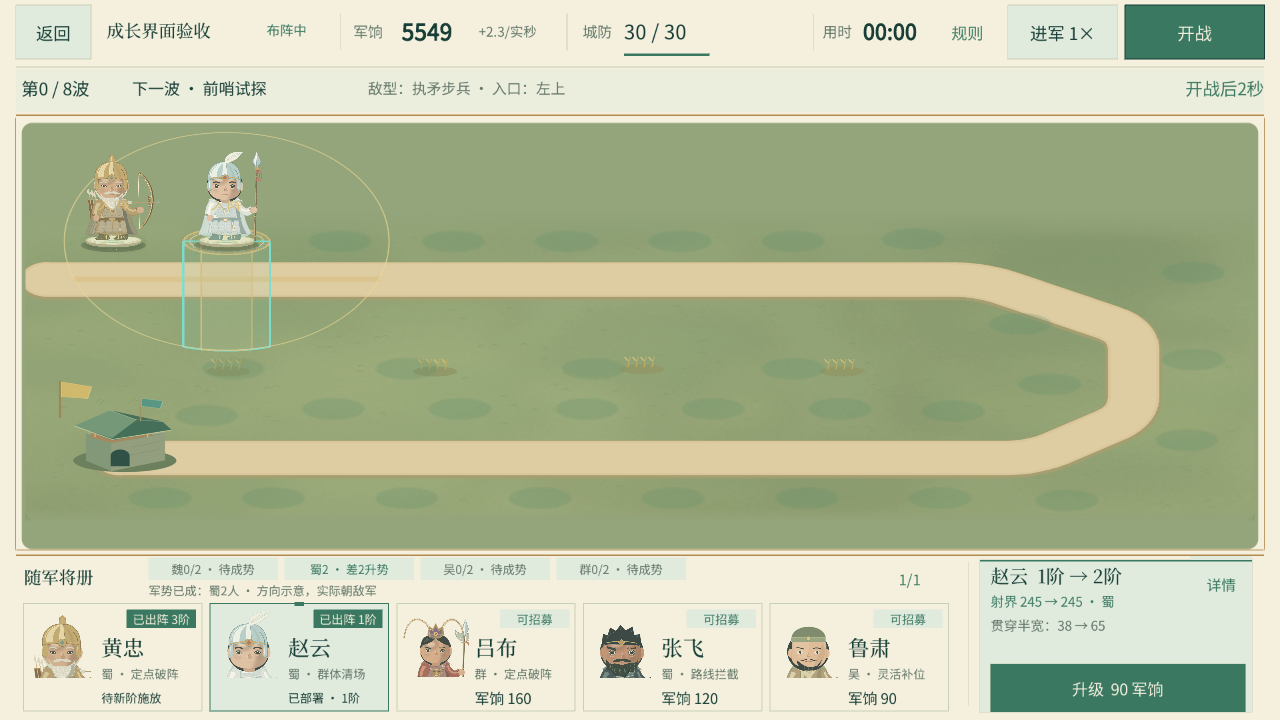 返回
成长界面验收
布阵中
军饷 5549 +2.3/实秒
城防 30 / 30
用时 00:00
规则
进军 1×
开战
第0 / 8波
下一波 · 前哨试探
敌型：执矛步兵 · 入口：左上
开战后2秒
随军将册
魏0/2 · 待成势
蜀2 · 差2升势
吴0/2 · 待成势
群0/2 · 待成势
军势已成：蜀2人 · 方向示意，实际朝敌军
1/1
已出阵 3阶
黄忠
蜀 · 定点破阵
待新阶施放
已出阵 1阶
赵云
蜀 · 群体清场
已部署 · 1阶
可招募
吕布
群 · 定点破阵
军饷 160
可招募
张飞
蜀 · 路线拦截
军饷 120
可招募
鲁肃
吴 · 灵活补位
军饷 90
赵云 1阶 → 2阶
详情
射界 245 → 245 · 蜀
贯穿半宽：38 → 65
升级 90 军饷